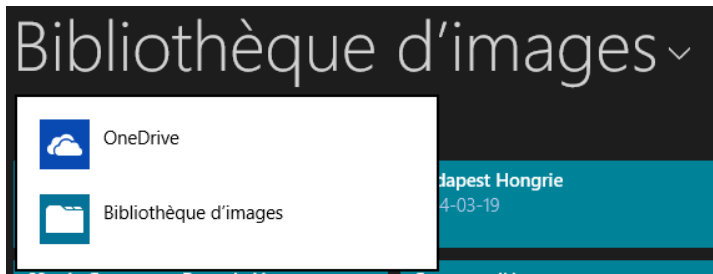 Bibliothèque d'images
OneDrive
Bibliothèque d'images
dapest Hongrie
4-03-19